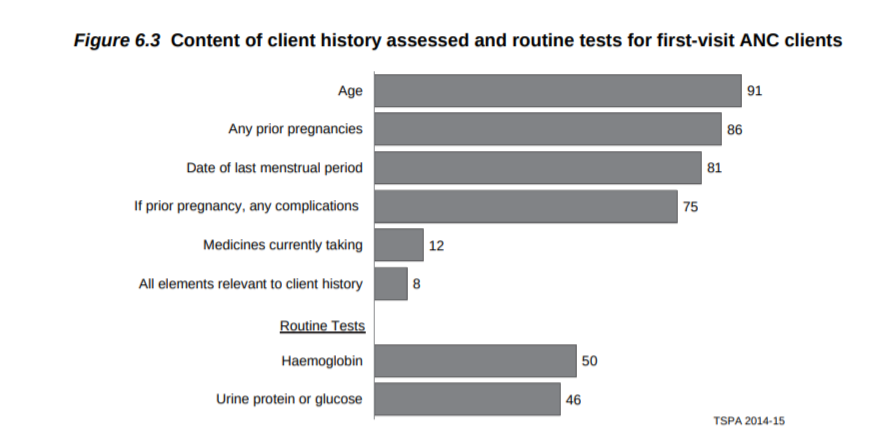 Figure 6.3 Content of client history assessed and routine tests for first-visit ANC clients
Age 91
Any prior pregnancies 86
Date of last menstrual period 81
If prior pregnancy, any complications 75
Medicines currently taking 12
All elements relevant to client history 8
Routine Tests
Haemoglobin 50
Urine protein or glucose 46
TSPA 2014-15